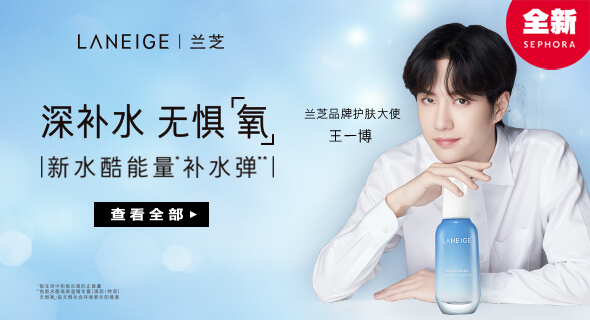 LANEIGE | 兰芝
全新
SEPHORA
深补水 无惧「氧」
|新水酷能量*补水弹**|
兰芝品牌护肤大使
王一博
查看全部▶
LANEIGE